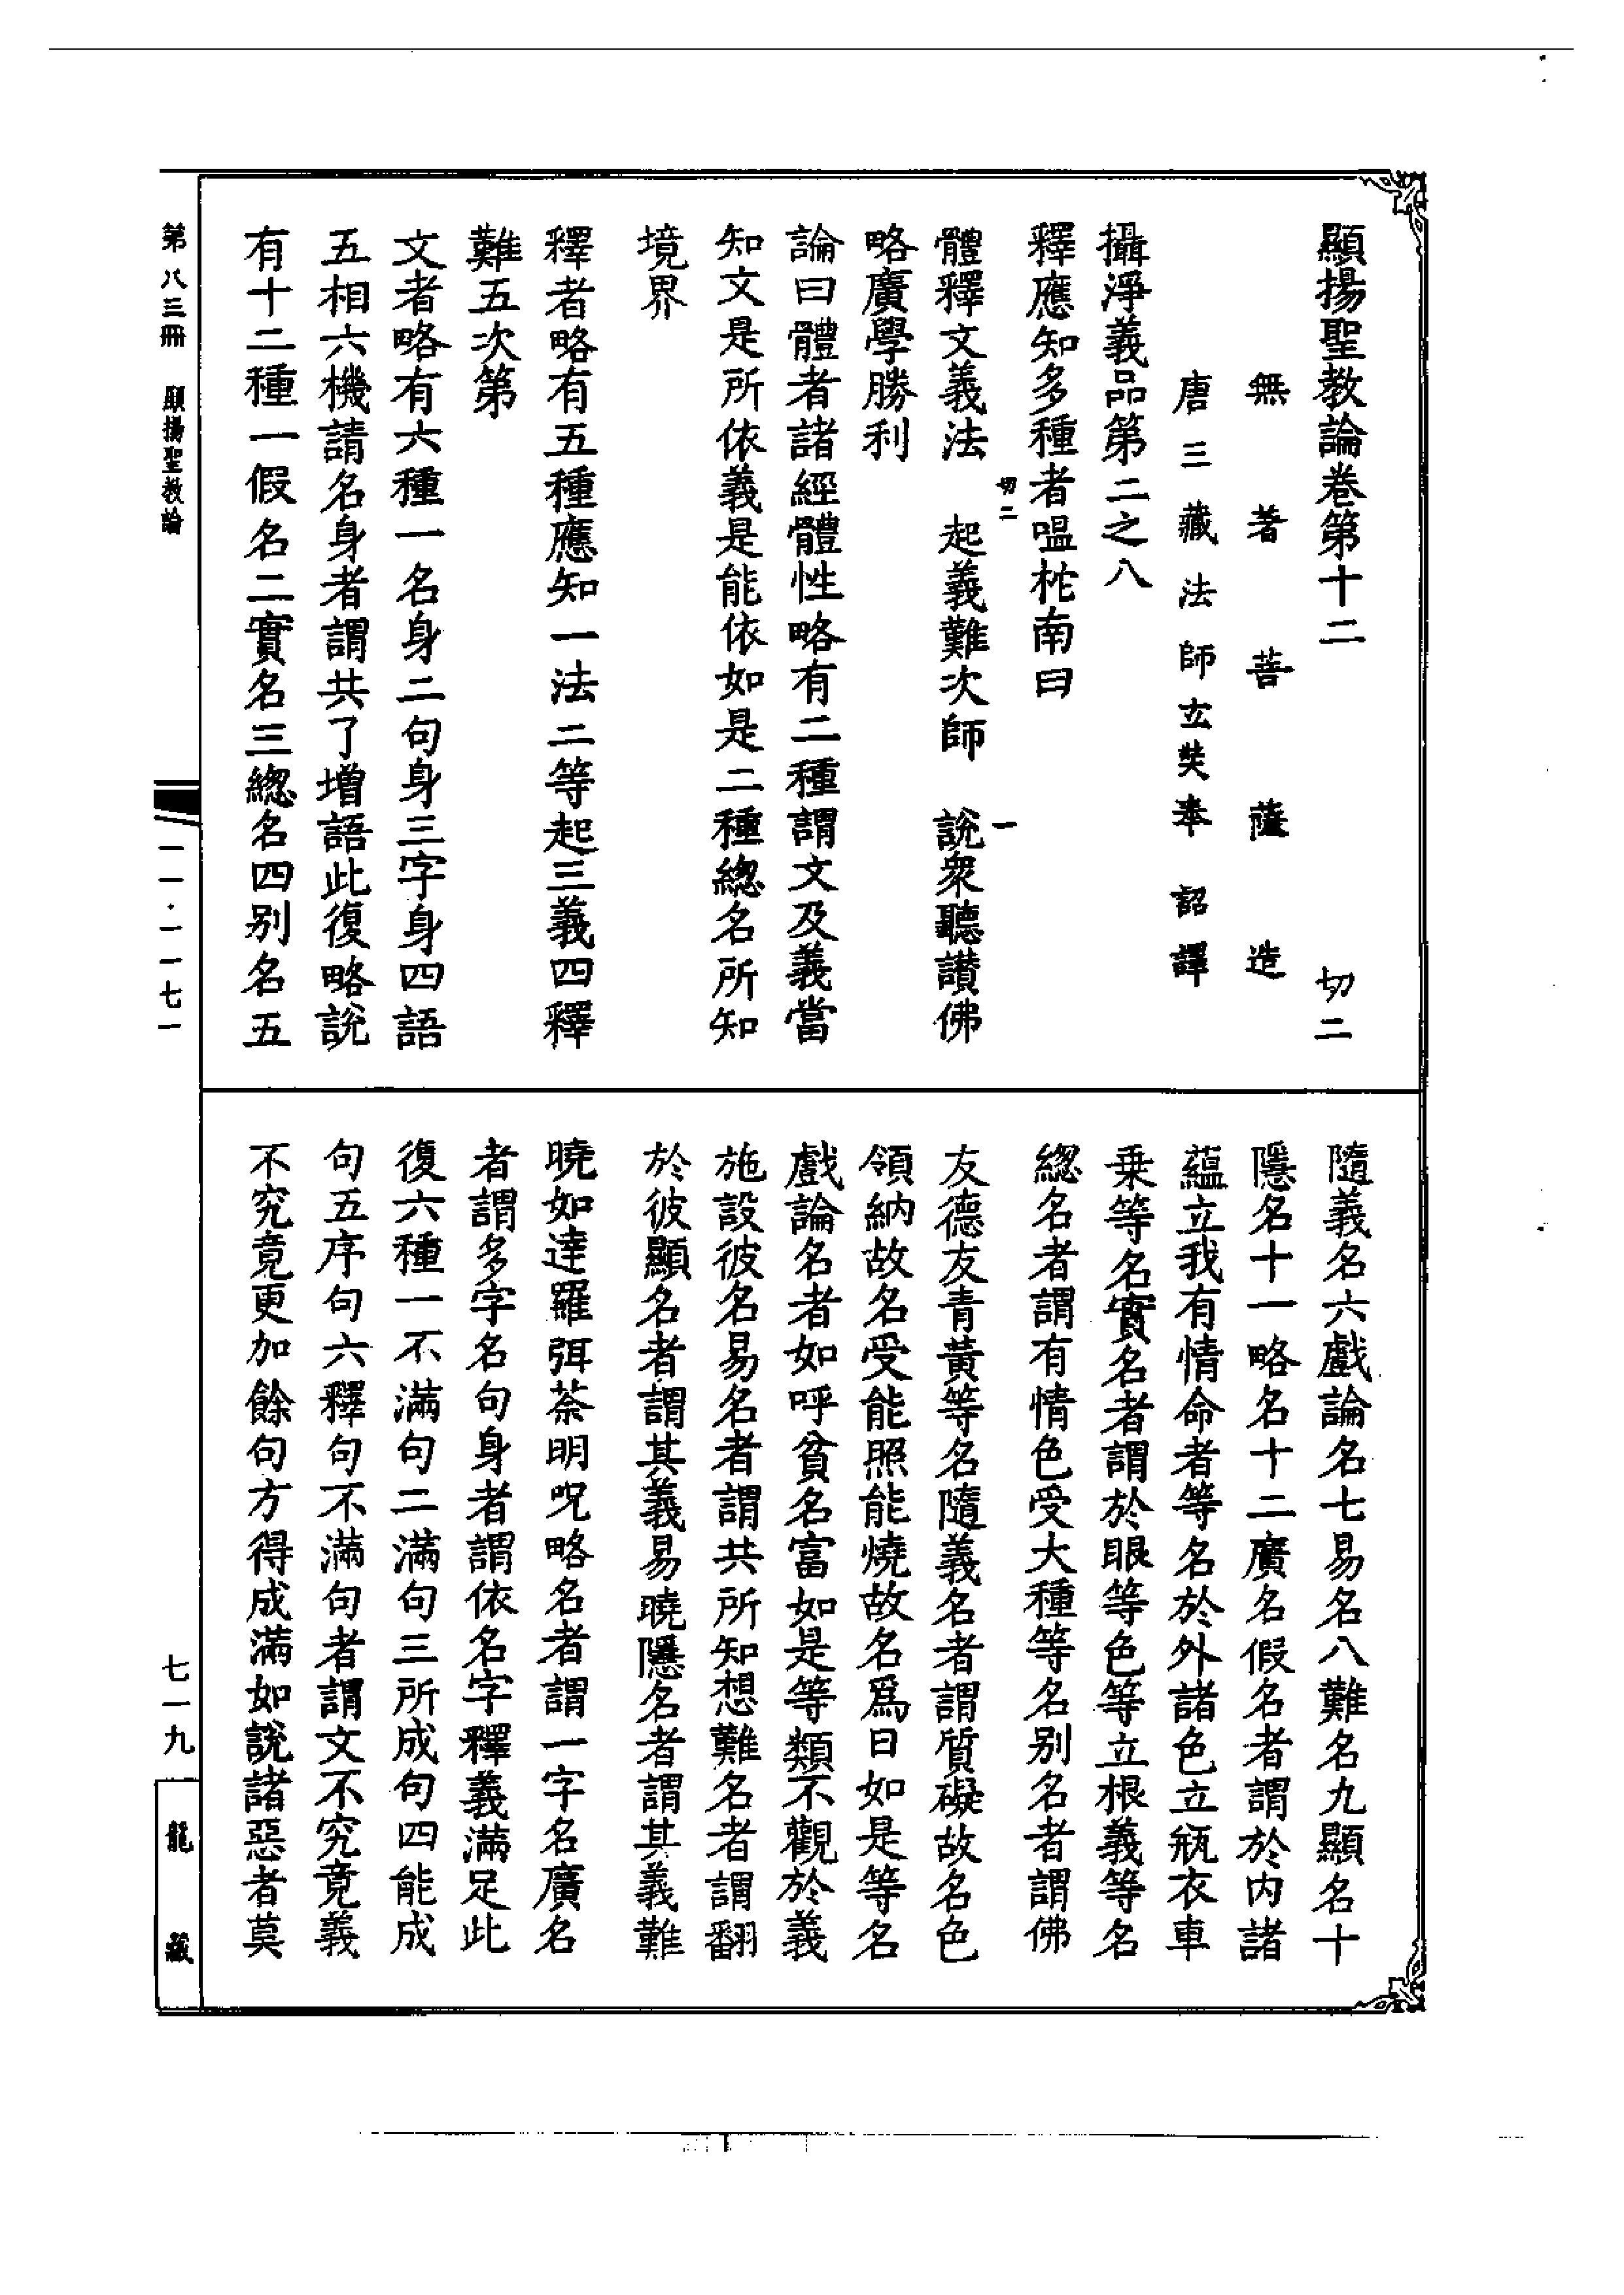 顯揚聖教論卷第十二　切二
無著菩薩造
唐三藏法師玄奘奉詔譯
攝淨義品第二之八
釋應知多種者嗢柁南曰
體釋文義法　起義難次師　說衆聽讃佛
略廣學勝利
論曰體者諸經體性略有二種謂文及義當
知文是所依義是能依如是二種緫名所知
境界
釋者略有五種應知一法二等起三義四釋
難五次第
文者略有六種一名身二句身三字身四語
五相六機請名身者謂共了增語此復略說
有十二種一假名二實名三緫名四別名五
切二　一
隨義名六戲論名七易名八難名九顯名十
隱名十一略名十二廣名假名者謂於內諸
蘊立我有情命者等名於外諸色立瓶衣車
乗等名實名者謂於眼等色等立根義等名
緫名者謂有情色受大種等名別名者謂佛
友德友青黃等名隨義名者謂質礙故名色
領納故名受能照能燒故名爲日如是等名
戲論名者如呼貧名富如是等類不觀於義
施設彼名易名者謂共所知想難名者謂翻
於彼顯名者謂其義易曉隱名者謂其義難
曉如達羅弭荼明呪略名者謂一字名廣名
者謂多字名句身者謂依名字釋義滿足此
復六種一不滿句二滿句三所成句四能成
句五序句六釋句不滿句者謂文不究竟義
不究竟更加餘句方得成滿如說諸惡者莫
第八三冊　顯揚聖教論
一一·一一七一
七一九
龍藏